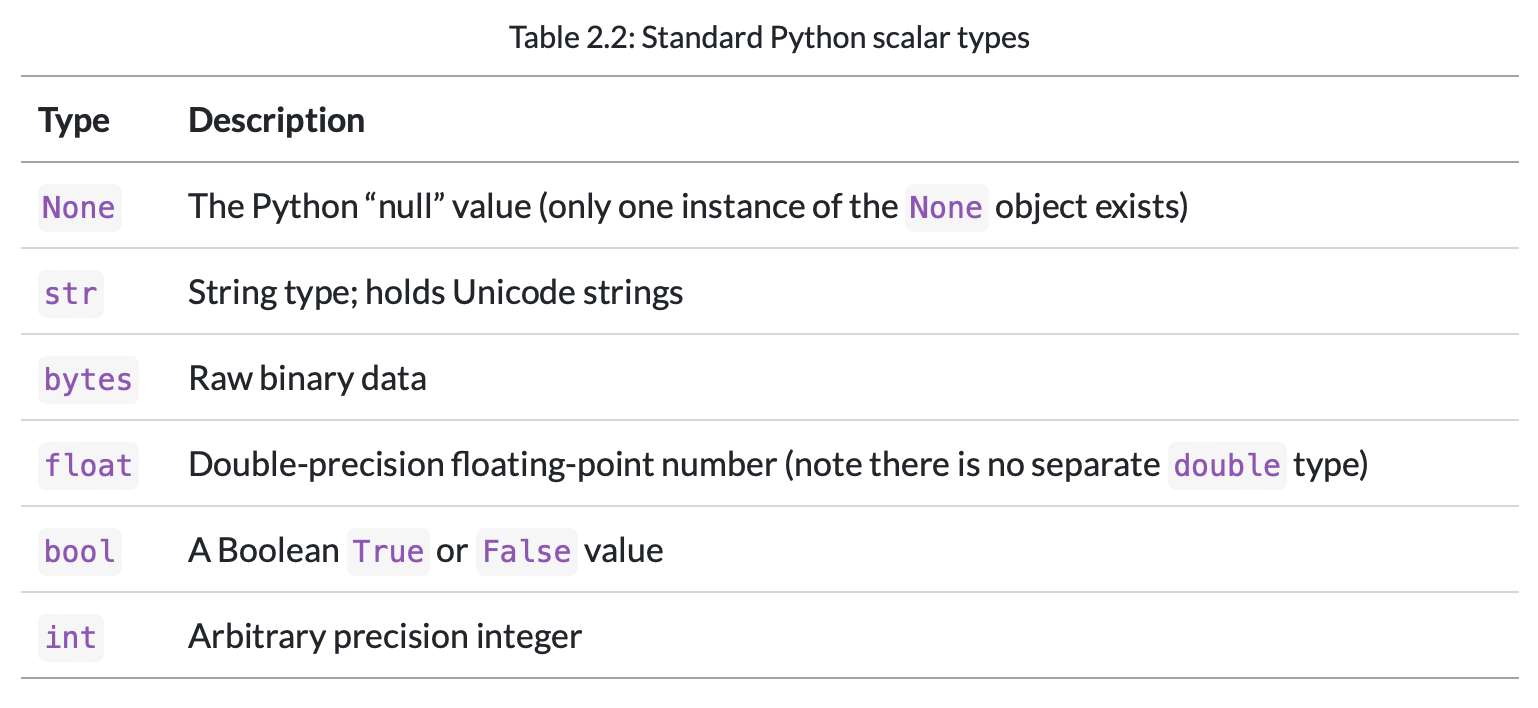 Table 2.2: Standard Python scalar types
Type Description
None The Python “null” value (only one instance of the None object exists)
str String type; holds Unicode strings
bytes Raw binary data
float Double-precision floating-point number (note there is no separate double type)
bool A Boolean True or False value
int Arbitrary precision integer